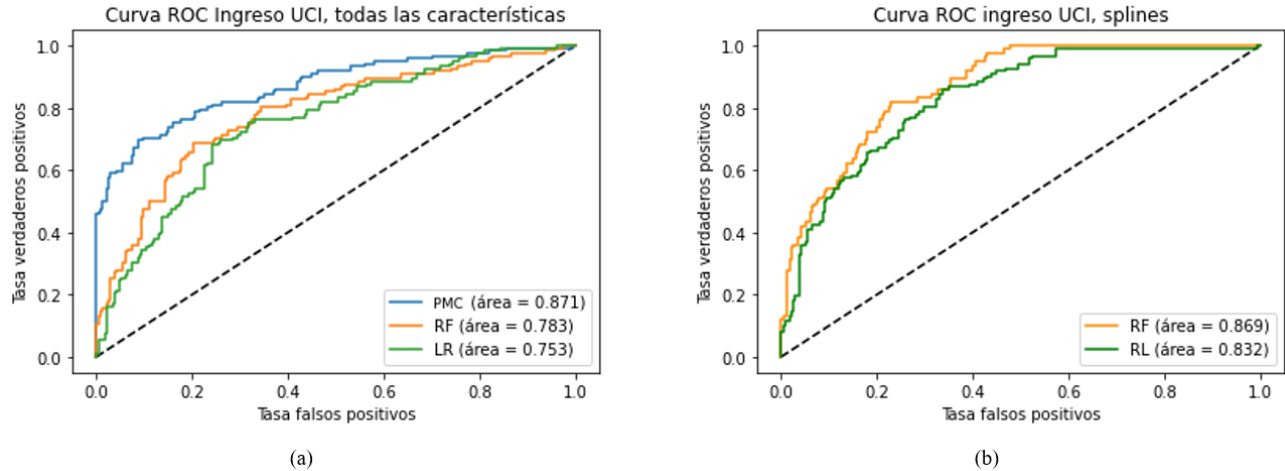 Curva ROC Ingreso UCI, todas las características
1.0
0.8
0.6
0.4
0.2
0.0
Tasa verdaderos positivos
PMC (área = 0.871)
RF (área = 0.783)
LR (área = 0.753)
0.0 0.2 0.4 0.6 0.8 1.0
Tasa falsos positivos
(a)
Curva ROC ingreso UCI, splines
1.0
0.8
0.6
0.4
0.2
0.0
Tasa verdaderos positivos
RF (área = 0.869)
RL (área = 0.832)
0.0 0.2 0.4 0.6 0.8 1.0
Tasa falsos positivos
(b)